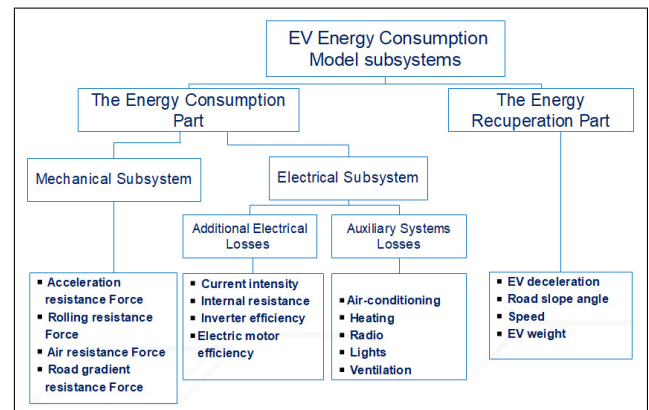 EV Energy Consumption
Model subsystems
The Energy Consumption
Part
The Energy
Recuperation Part
Mechanical Subsystem
Electrical Subsystem
Additional Electrical
Losses
Auxiliary Systems
Losses
▪ Acceleration
resistance Force
▪ Rolling resistance
Force
▪ Air resistance Force
▪ Road gradient
resistance Force
▪ Current intensity
▪ Internal resistance
▪ Inverter efficiency
▪ Electric motor
efficiency
▪ Air-conditioning
▪ Heating
▪ Radio
▪ Lights
▪ Ventilation
▪ EV deceleration
▪ Road slope angle
▪ Speed
▪ EV weight